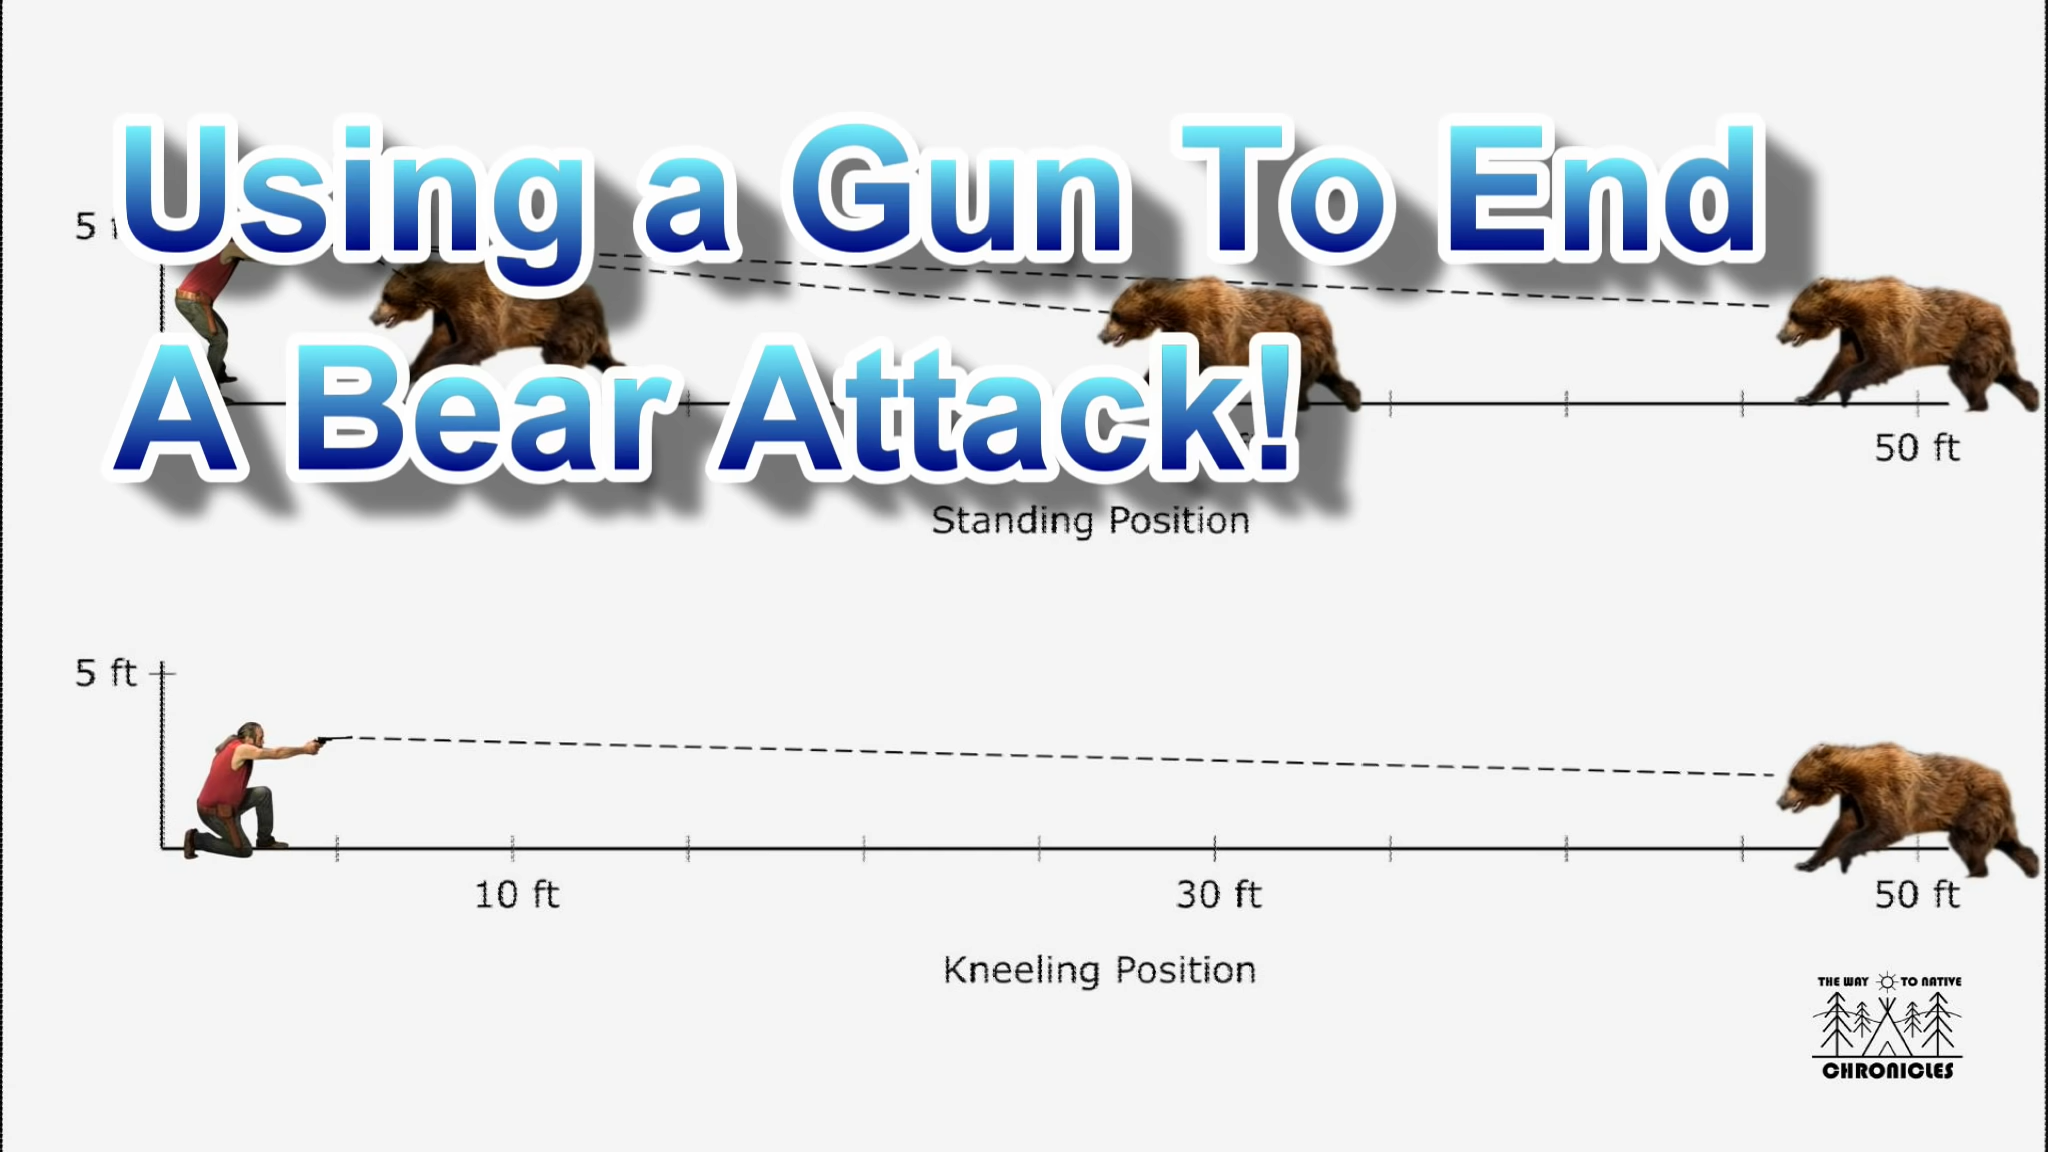 Using a Gun To End
5
A Bear Attack!
50 ft
Standing Position
5 ft
10 ft
30 ft
50 ft
Kneeling Position
THE WAY TO NATIVE
CHRONICLES